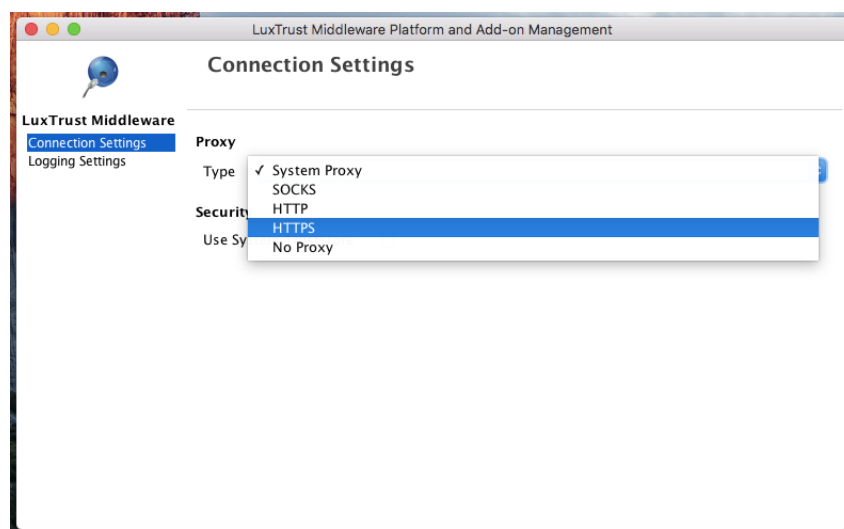 LuxTrust Middleware Platform and Add-on Management
Connection Settings
LuxTrust Middleware
Connection Settings
Logging Settings
Proxy
Type
✓ System Proxy
SOCKS
HTTP
HTTPS
No Proxy
Security
Use